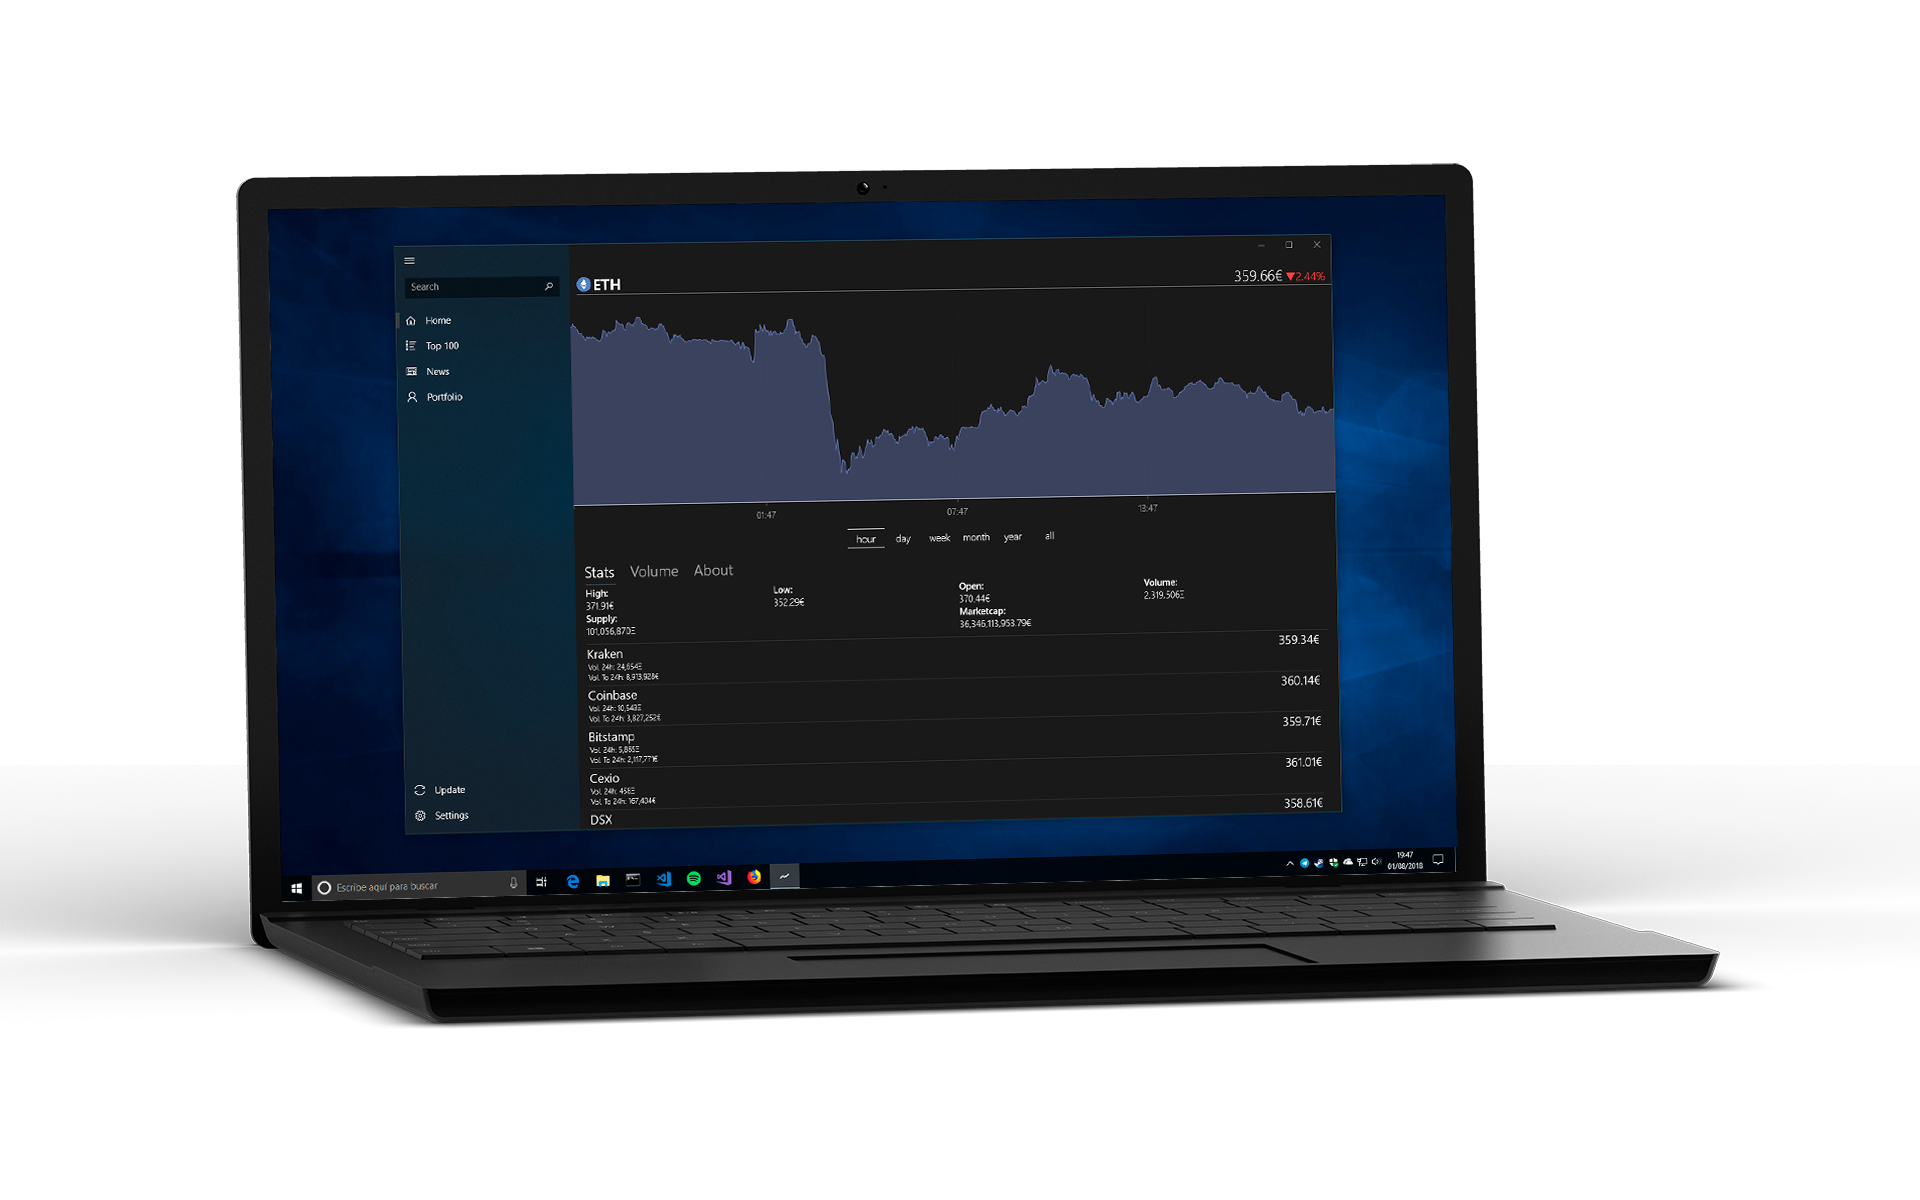 Search
Home
Top 100
News
Portfolio
Update
Settings
ETH
359.66€ ▼2.44%
01:47 07:47 13:47
hour day week month year all
Stats Volume About
High: Low: Open: Volume:
371.91€ 352.29€ 370.44€ 2,319,506Ξ
Supply: Marketcap:
101,056,870Ξ 36,346,113,953.79€
Kraken 359.34€
Vol. 24h: 24,654Ξ
Vol. To 24h: 8,913,928€
Coinbase 360.14€
Vol. 24h: 10,543Ξ
Vol. To 24h: 3,827,252€
Bitstamp 359.71€
Vol. 24h: 5,865Ξ
Vol. To 24h: 2,117,771€
Cexio 361.01€
Vol. 24h: 458Ξ
Vol. To 24h: 167,404€
DSX 358.61€
Escribe aquí para buscar
19:47
01/08/2018